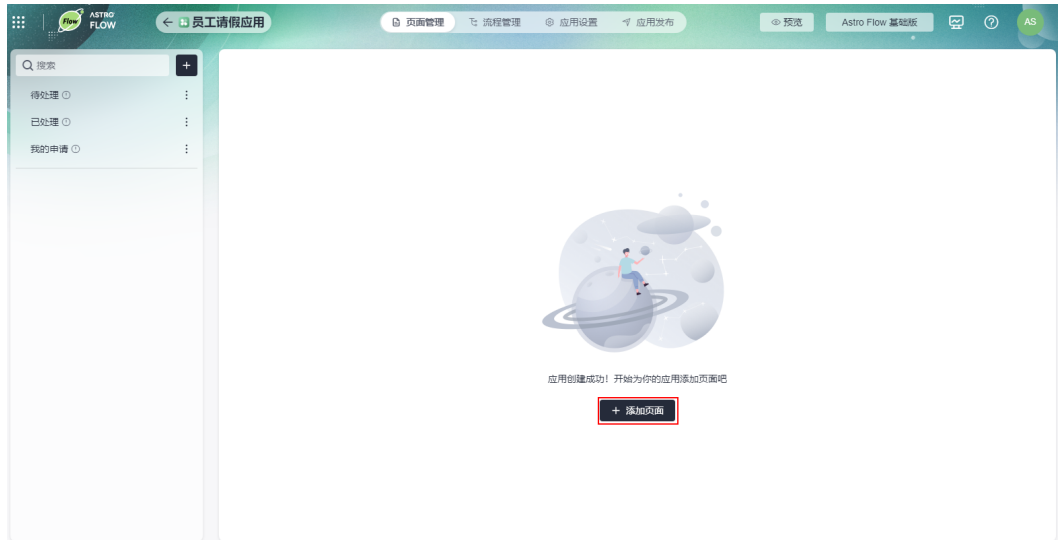 Flow ASTRO FLOW
员工请假应用
页面管理 流程管理 应用设置 应用发布
预览 Astro Flow 基础版 AS
搜索
待处理
已处理
我的申请
应用创建成功！开始为你的应用添加页面吧
+ 添加页面